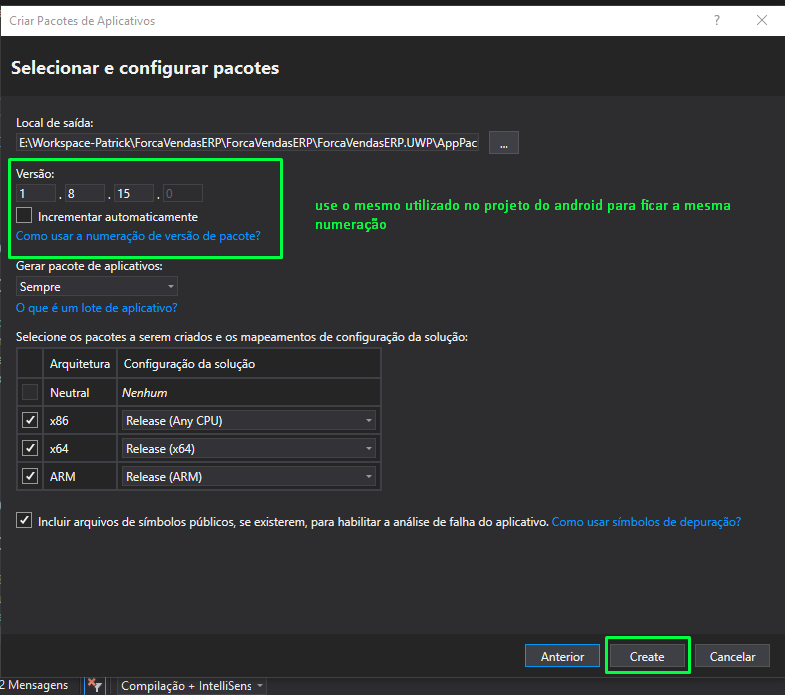 Criar Pacotes de Aplicativos
?
Selecionar e configurar pacotes
Local de saída:
E:\Workspace-Patrick\ForcaVendasERP\ForcaVendasERP\ForcaVendasERP.UWP\AppPac
...
Versão:
1 . 8 . 15 . 0
Incrementar automaticamente
Como usar a numeração de versão de pacote?
use o mesmo utilizado no projeto do android para ficar a mesma
numeração
Gerar pacote de aplicativos:
Sempre
O que é um lote de aplicativo?
Selecione os pacotes a serem criados e os mapeamentos de configuração da solução:
Arquitetura Configuração da solução
Neutral Nenhum
x86 Release (Any CPU)
x64 Release (x64)
ARM Release (ARM)
Incluir arquivos de símbolos públicos, se existerem, para habilitar a análise de falha do aplicativo. Como usar símbolos de depuração?
Anterior Create Cancelar
2 Mensagens Compilação + IntelliSens